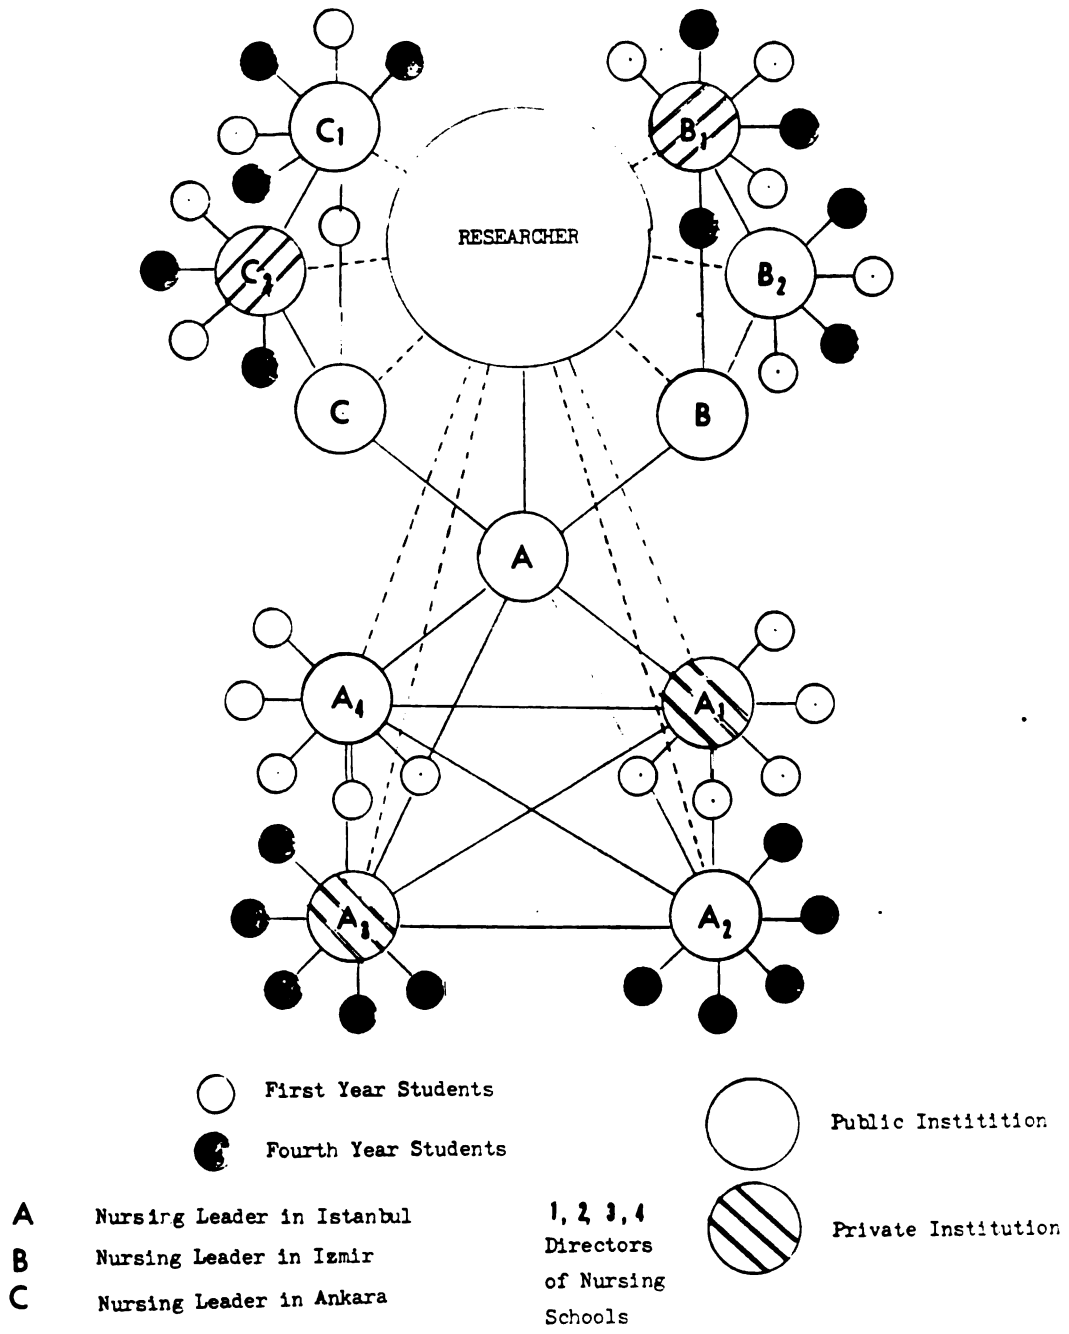 C1
B1
RESEARCHER
C2
B2
C
B
A
A4
A1
A3
A2
First Year Students
Fourth Year Students
Public Institition
Private Institution
A Nursing Leader in Istanbul
B Nursing Leader in Izmir
C Nursing Leader in Ankara
1, 2, 3, 4
Directors
of Nursing
Schools